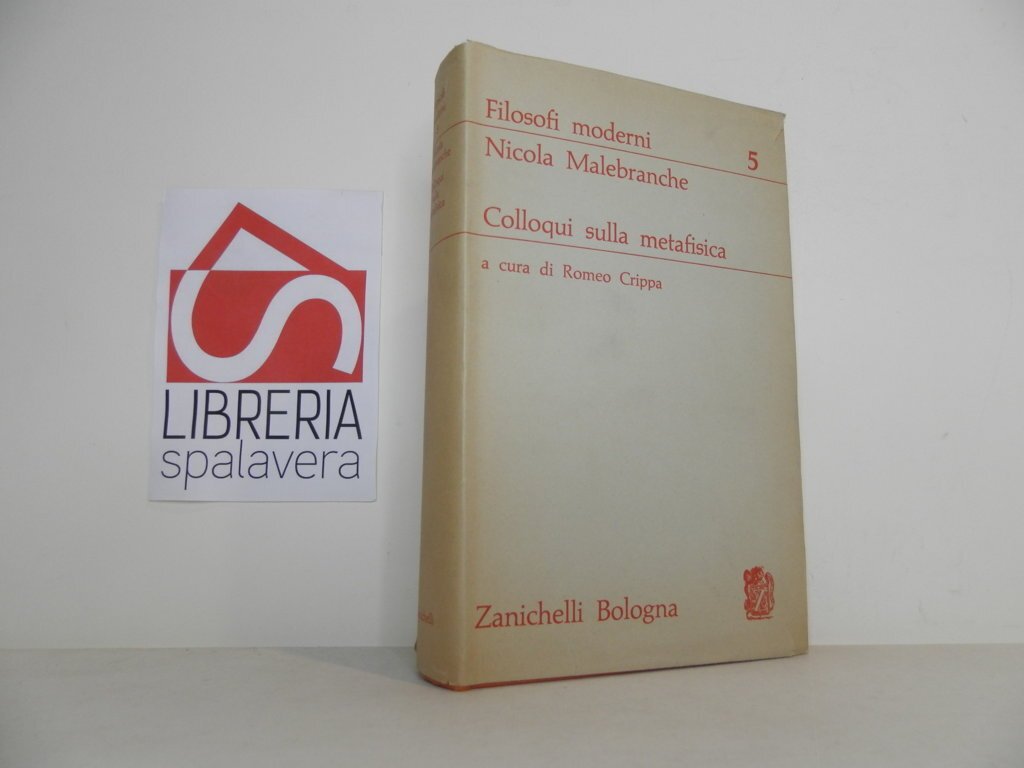 LIBRERIA
spalavera
Filosofi moderni
5
Nicola Malebranche
Colloqui sulla metafisica
a cura di Romeo Crippa
Zanichelli Bologna